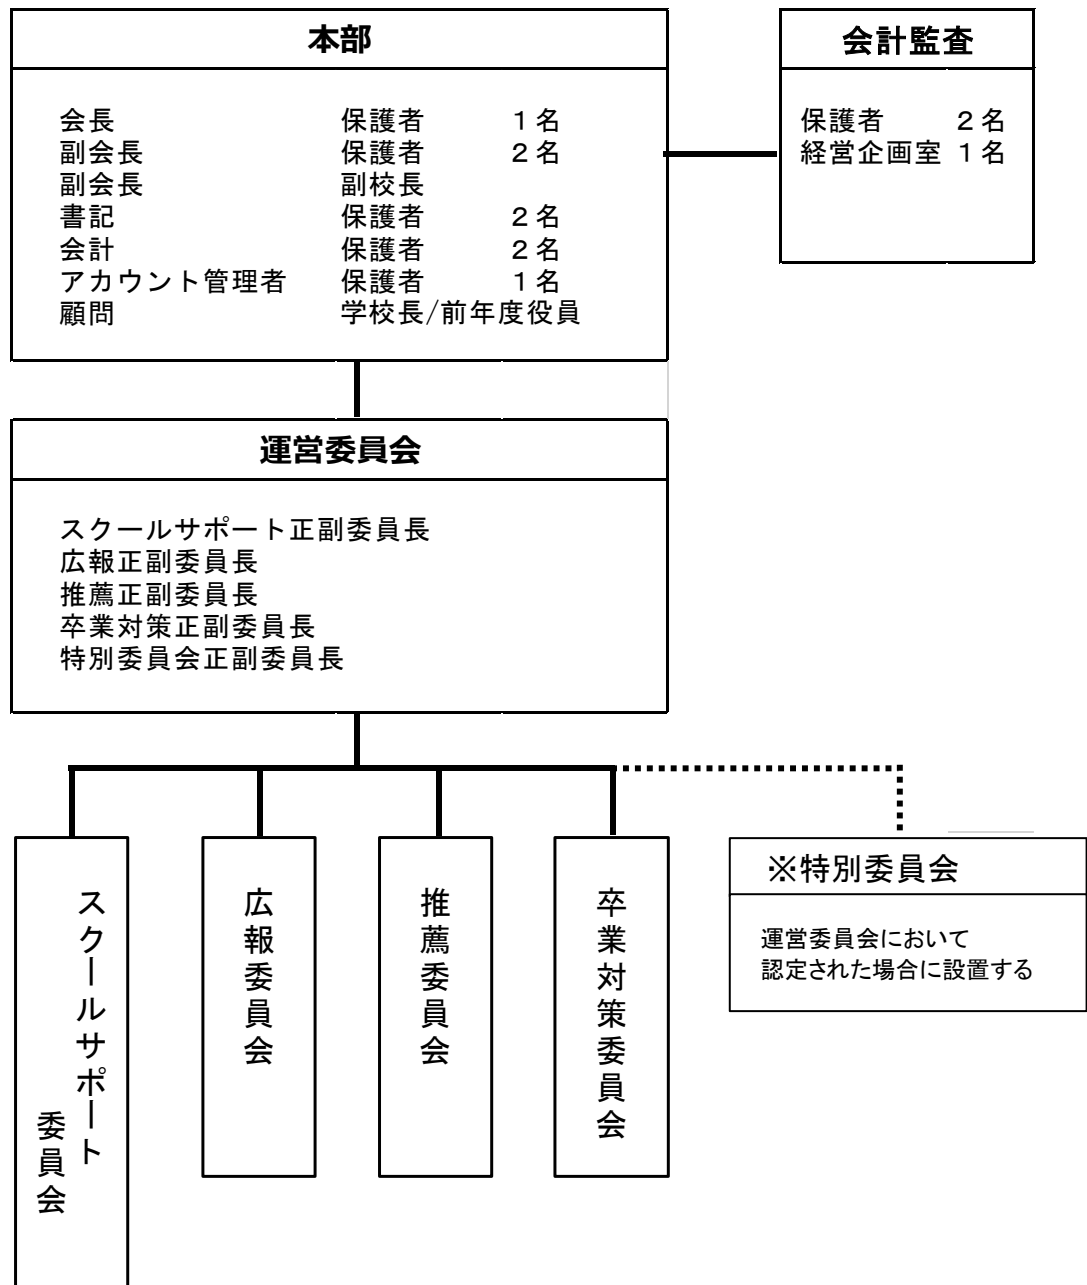 本部
会長 保護者 1名
副会長 保護者 2名
副会長 副校長
書記 保護者 2名
会計 保護者 2名
アカウント管理者 保護者 1名
顧問 学校長/前年度役員
会計監査
保護者 2名
経営企画室 1名
運営委員会
スクールサポート正副委員長
広報正副委員長
推薦正副委員長
卒業対策正副委員長
特別委員会正副委員長
スクールサポート
委員会
広報委員会
推薦委員会
卒業対策委員会
※特別委員会
運営委員会において
認定された場合に設置する